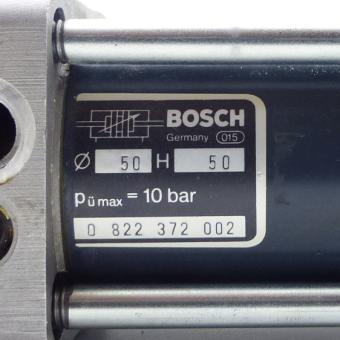 BOSCH
Germany 015
Ø 50 H 50
pü max = 10 bar
0 822 372 002